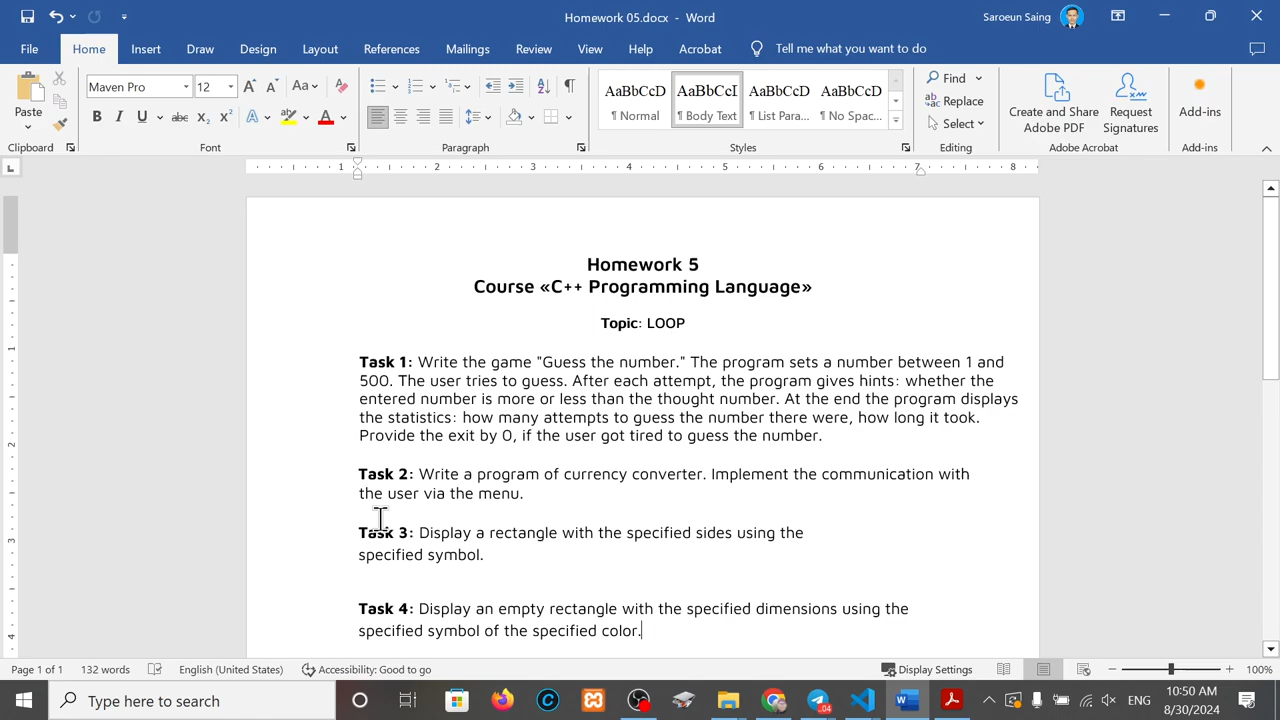 Homework 05.docx - Word
Saroeun Saing
File Home Insert Draw Design Layout References Mailings Review View Help Acrobat Tell me what you want to do
Paste
Clipboard
Maven Pro 12
Font
Paragraph
AaBbCcD AaBbCcD AaBbCcD AaBbCcD
¶ Normal ¶ Body Text ¶ List Para... ¶ No Spac...
Styles
Find
Replace
Select
Editing
Create and Share
Adobe PDF
Request
Signatures
Adobe Acrobat
Add-ins
Add-ins
1 2 3 4 5 6 7 8
Homework 5
Course «C++ Programming Language»
Topic: LOOP
Task 1: Write the game "Guess the number." The program sets a number between 1 and
500. The user tries to guess. After each attempt, the program gives hints: whether the
entered number is more or less than the thought number. At the end the program displays
the statistics: how many attempts to guess the number there were, how long it took.
Provide the exit by 0, if the user got tired to guess the number.
Task 2: Write a program of currency converter. Implement the communication with
the user via the menu.
Task 3: Display a rectangle with the specified sides using the
specified symbol.
Task 4: Display an empty rectangle with the specified dimensions using the
specified symbol of the specified color.
Page 1 of 1 132 words English (United States) Accessibility: Good to go Display Settings 100%
Type here to search
ENG
10:50 AM
8/30/2024